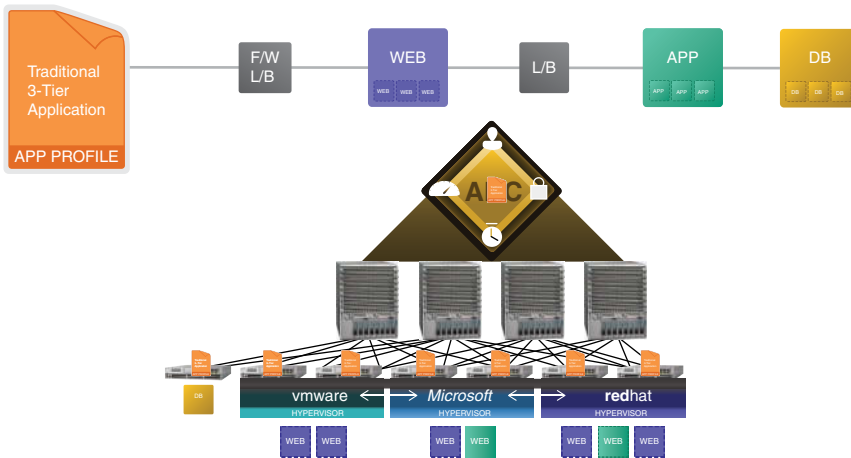 Traditional
3-Tier
Application
APP PROFILE
F/W
L/B
WEB
WEB WEB WEB
L/B
APP
APP APP APP
DB
DB DB DB
DB
vmware
HYPERVISOR
Microsoft
HYPERVISOR
redhat
HYPERVISOR
WEB WEB
WEB WEB
WEB WEB WEB